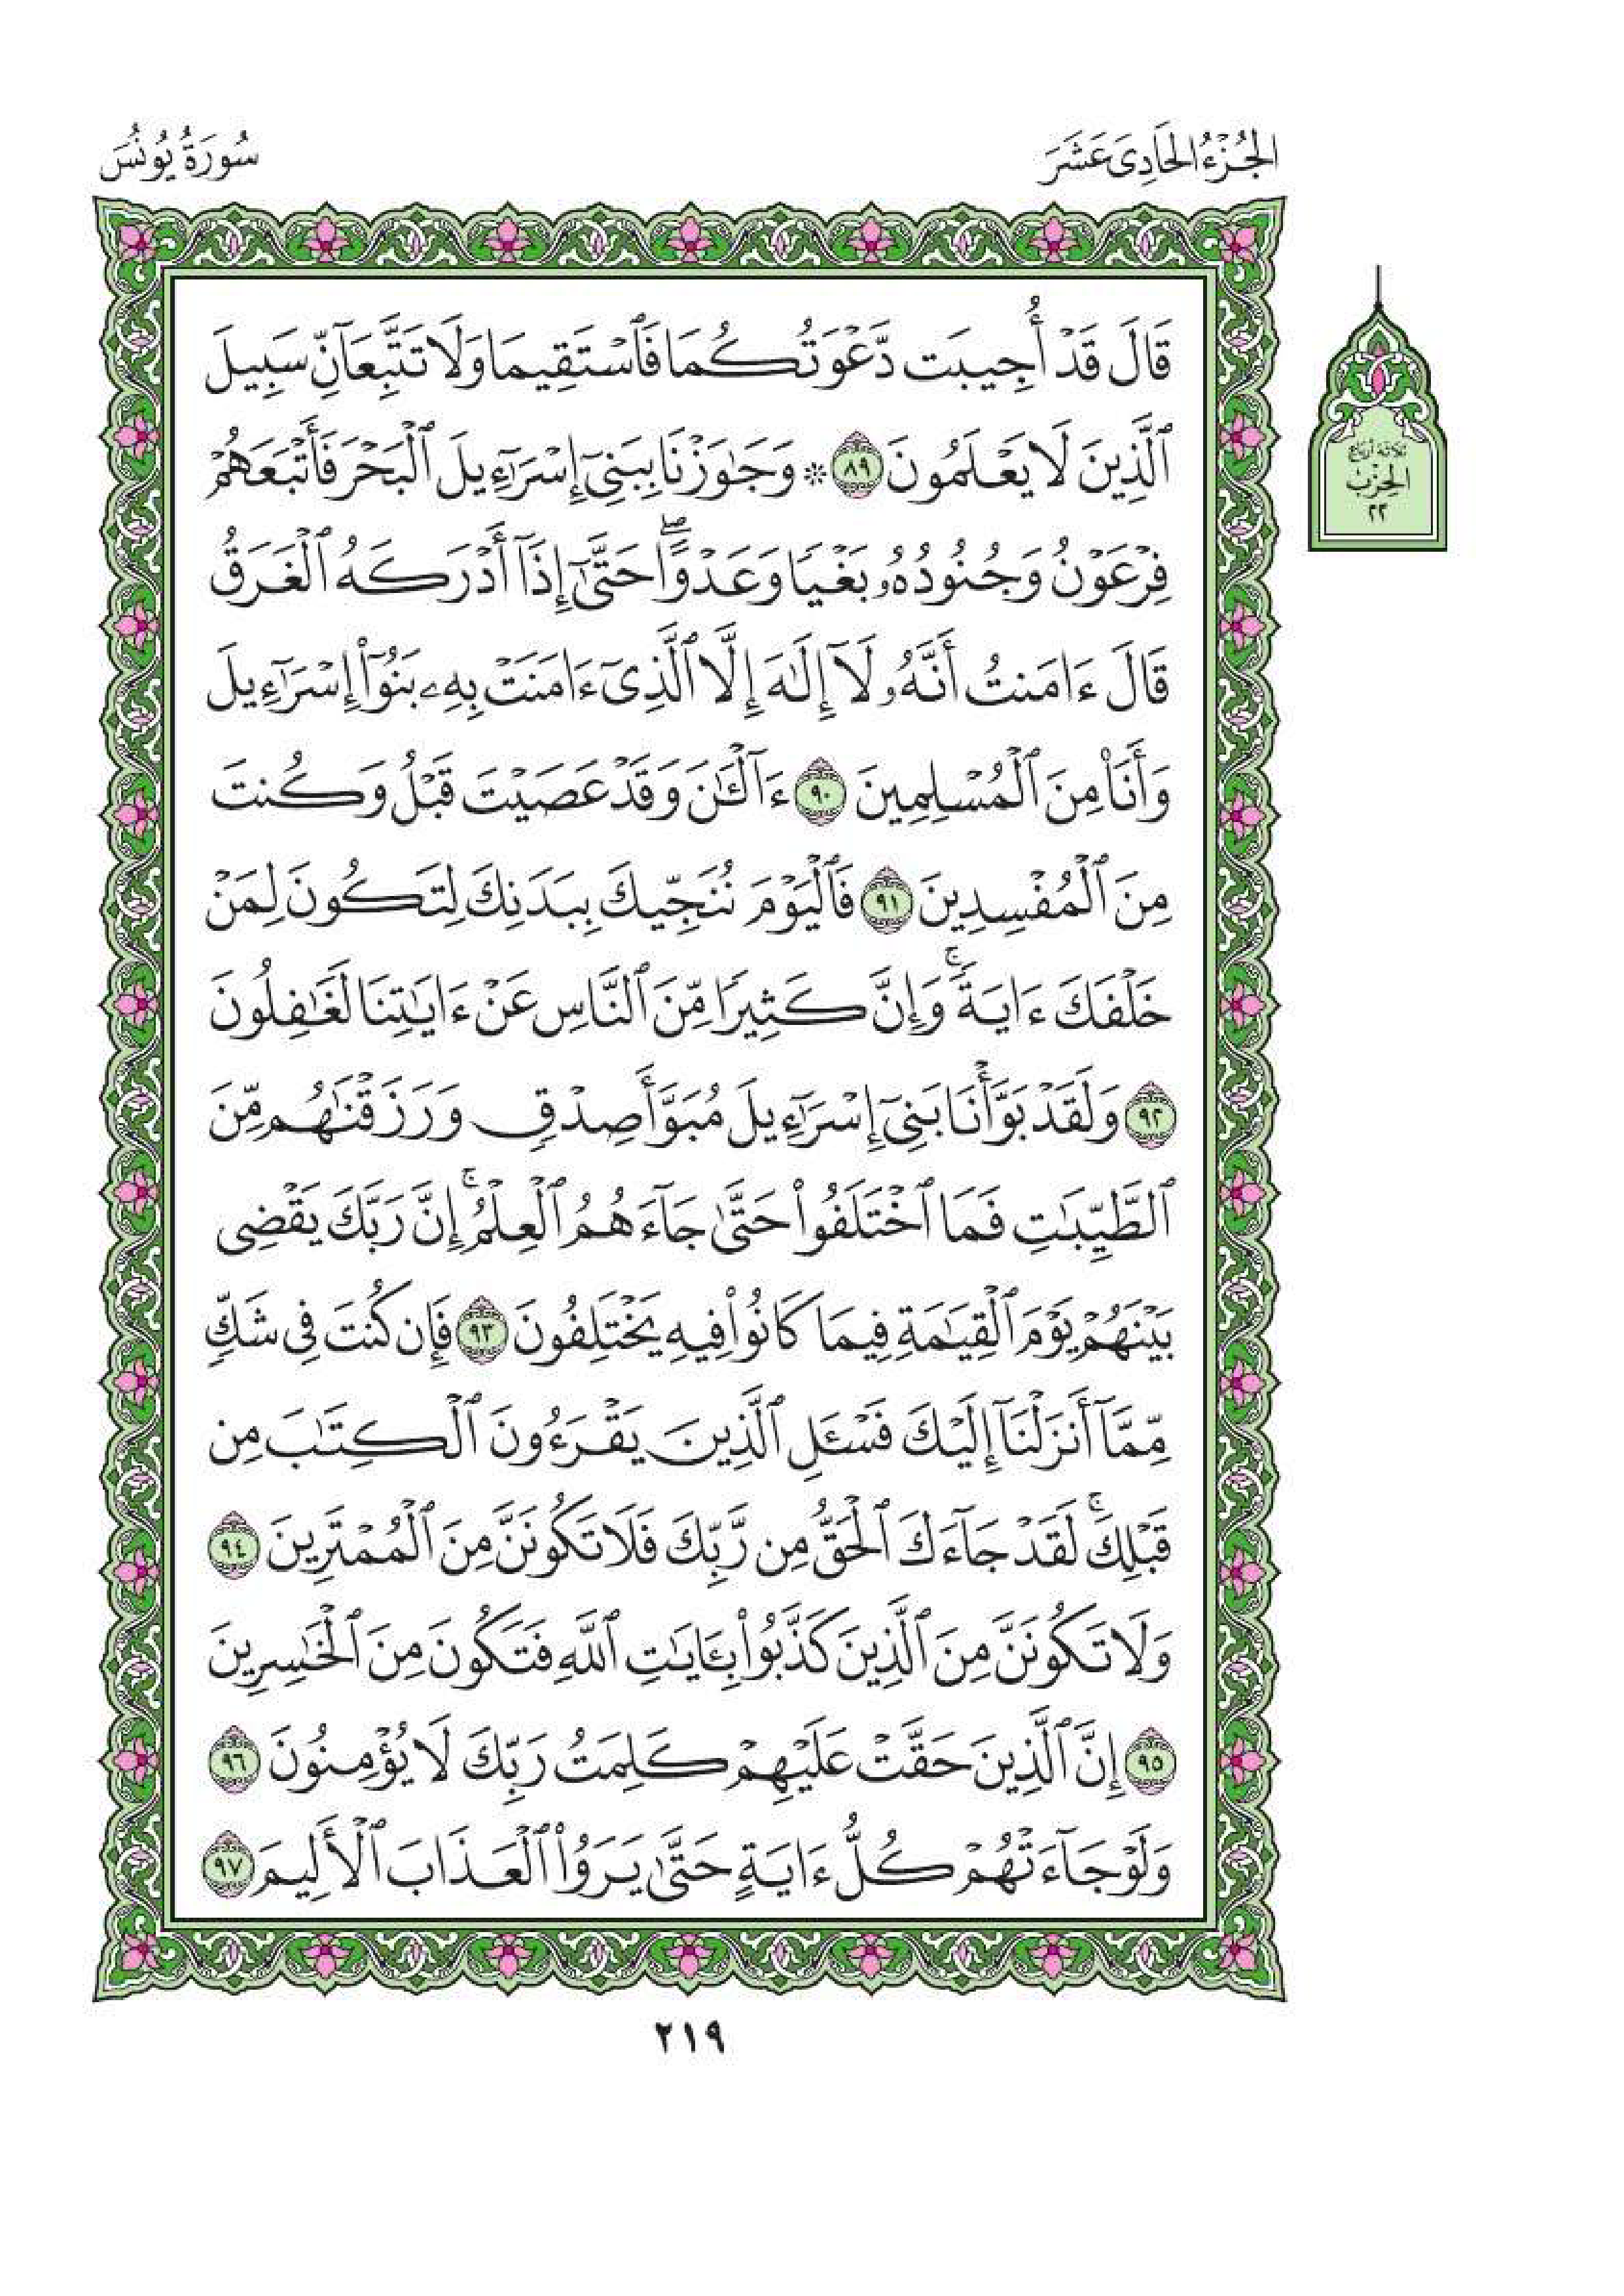 الجُزْءُ الحَادِىَ عَشَرَ
سُورَةُ يُونُسَ
قَالَ قَدْ أُجِيبَت دَّعْوَتُكُمَا فَٱسْتَقِيمَا وَلَا تَتَّبِعَآنِّ سَبِيلَ
ٱلَّذِينَ لَا يَعْلَمُونَ ٨٩ ۞ وَجَٰوَزْنَا بِبَنِىٓ إِسْرَٰٓءِيلَ ٱلْبَحْرَ فَأَتْبَعَهُمْ
فِرْعَوْنُ وَجُنُودُهُۥ بَغْيًا وَعَدْوًا ۖ حَتَّىٰٓ إِذَآ أَدْرَكَهُ ٱلْغَرَقُ
قَالَ ءَامَنتُ أَنَّهُۥ لَآ إِلَٰهَ إِلَّا ٱلَّذِىٓ ءَامَنَتْ بِهِۦ بَنُوٓا۟ إِسْرَٰٓءِيلَ
وَأَنَا۠ مِنَ ٱلْمُسْلِمِينَ ٩٠ ءَآلْـَٰٔنَ وَقَدْ عَصَيْتَ قَبْلُ وَكُنتَ
مِنَ ٱلْمُفْسِدِينَ ٩١ فَٱلْيَوْمَ نُنَجِّيكَ بِبَدَنِكَ لِتَكُونَ لِمَنْ
خَلْفَكَ ءَايَةً ۚ وَإِنَّ كَثِيرًا مِّنَ ٱلنَّاسِ عَنْ ءَايَٰتِنَا لَغَٰفِلُونَ
٩٢ وَلَقَدْ بَوَّأْنَا بَنِىٓ إِسْرَٰٓءِيلَ مُبَوَّأَ صِدْقٍ وَرَزَقْنَٰهُم مِّنَ
ٱلطَّيِّبَٰتِ فَمَا ٱخْتَلَفُوا۟ حَتَّىٰ جَآءَهُمُ ٱلْعِلْمُ ۚ إِنَّ رَبَّكَ يَقْضِى
بَيْنَهُمْ يَوْمَ ٱلْقِيَٰمَةِ فِيمَا كَانُوا۟ فِيهِ يَخْتَلِفُونَ ٩٣ فَإِن كُنتَ فِى شَكٍّ
مِّمَّآ أَنزَلْنَآ إِلَيْكَ فَسْـَٔلِ ٱلَّذِينَ يَقْرَءُونَ ٱلْكِتَٰبَ مِن
قَبْلِكَ ۚ لَقَدْ جَآءَكَ ٱلْحَقُّ مِن رَّبِّكَ فَلَا تَكُونَنَّ مِنَ ٱلْمُمْتَرِينَ ٩٤
وَلَا تَكُونَنَّ مِنَ ٱلَّذِينَ كَذَّبُوا۟ بِـَٔايَٰتِ ٱللَّهِ فَتَكُونَ مِنَ ٱلْخَٰسِرِينَ
٩٥ إِنَّ ٱلَّذِينَ حَقَّتْ عَلَيْهِمْ كَلِمَتُ رَبِّكَ لَا يُؤْمِنُونَ ٩٦
وَلَوْ جَآءَتْهُمْ كُلُّ ءَايَةٍ حَتَّىٰ يَرَوُا۟ ٱلْعَذَابَ ٱلْأَلِيمَ ٩٧
ثلاثة أرباع
الحزب
٢٢
٢١٩